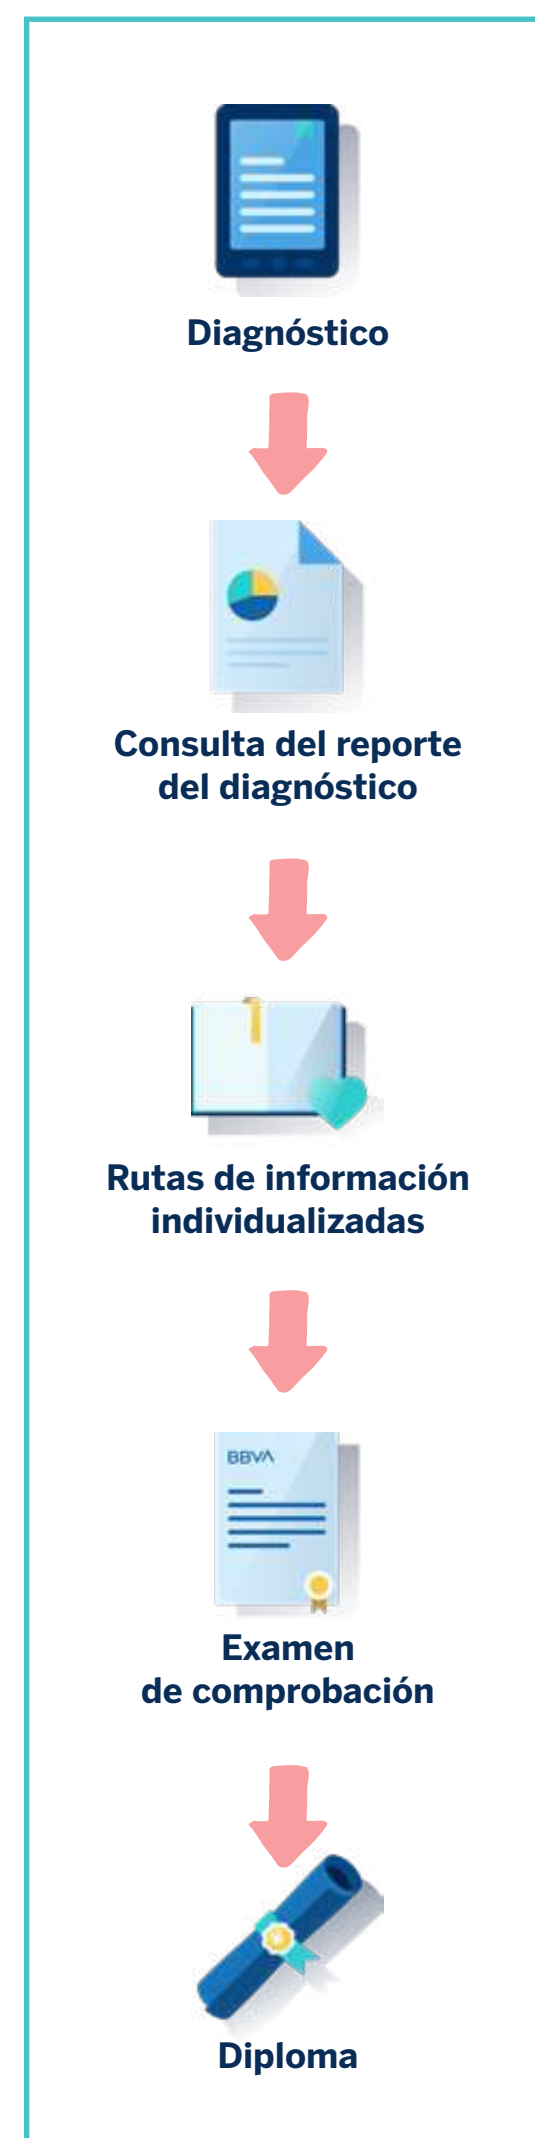 Diagnóstico
Consulta del reporte
del diagnóstico
Rutas de información
individualizadas
BBVA
Examen
de comprobación
Diploma